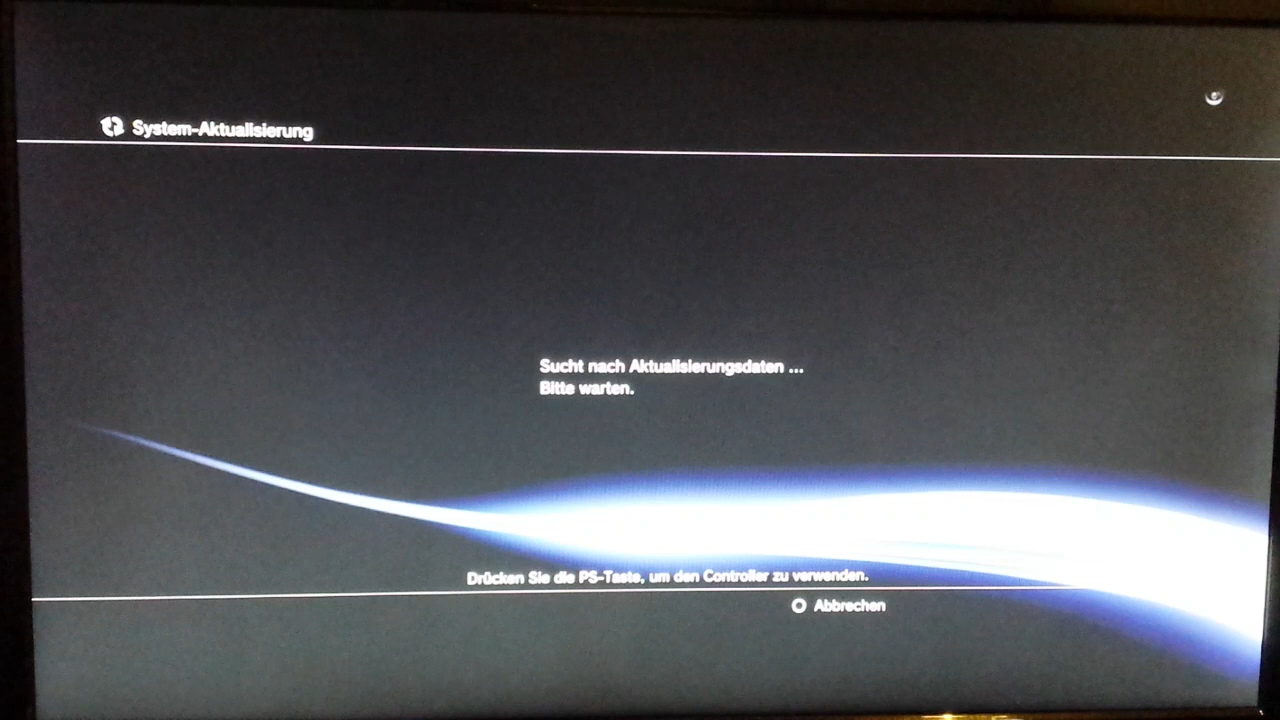 System-Aktualisierung
Sucht nach Aktualisierungsdaten ...
Bitte warten.
Drücken Sie die PS-Taste, um den Controller zu verwenden.
Abbrechen